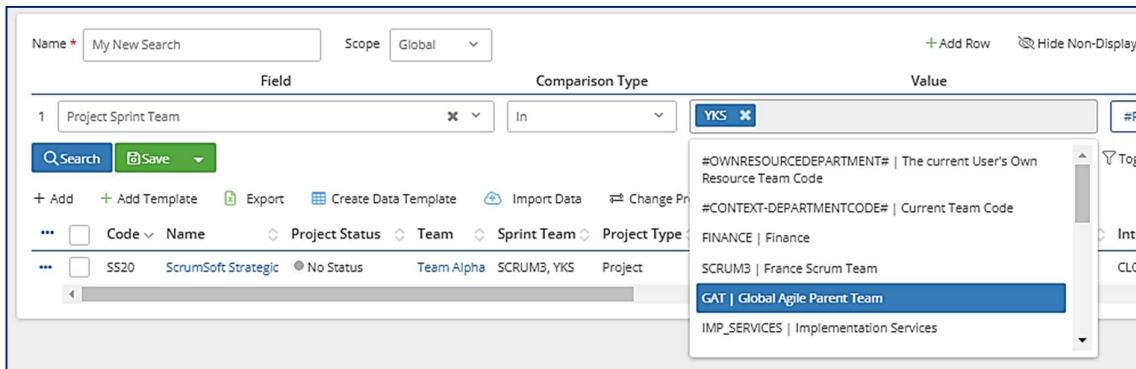 Name * My New Search Scope Global + Add Row Hide Non-Display
Field Comparison Type Value
1 Project Sprint Team In YKS #
Search Save
#OWNRESOURCEDEPARTMENT# | The current User's Own
Resource Team Code
#CONTEXT-DEPARTMENTCODE# | Current Team Code
FINANCE | Finance
SCRUM3 | France Scrum Team
GAT | Global Agile Parent Team
IMP_SERVICES | Implementation Services
Tog
+ Add + Add Template Export Create Data Template Import Data Change Pr
Code Name Project Status Team Sprint Team Project Type Int
SS20 ScrumSoft Strategic No Status Team Alpha SCRUM3, YKS Project CLO